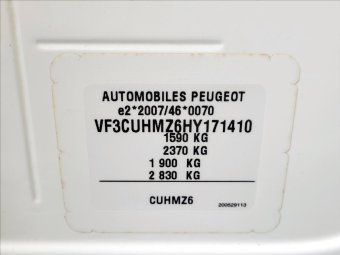 AUTOMOBILES PEUGEOT
e2*2007/46*0070
VF3CUHMZ6HY171410
1590 KG
2370 KG
1 900 KG
2 830 KG
CUHMZ6
200529113